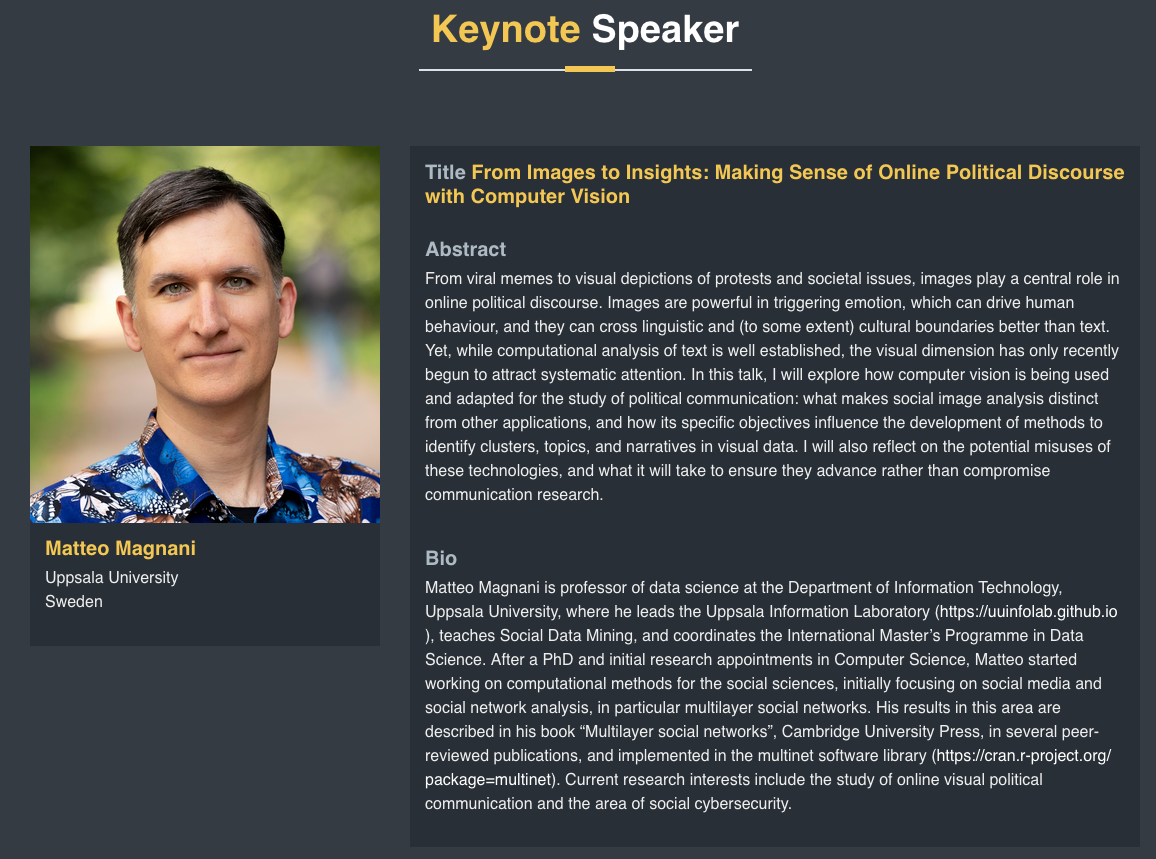 Keynote Speaker
Matteo Magnani
Uppsala University
Sweden
Title From Images to Insights: Making Sense of Online Political Discourse
with Computer Vision
Abstract
From viral memes to visual depictions of protests and societal issues, images play a central role in
online political discourse. Images are powerful in triggering emotion, which can drive human
behaviour, and they can cross linguistic and (to some extent) cultural boundaries better than text.
Yet, while computational analysis of text is well established, the visual dimension has only recently
begun to attract systematic attention. In this talk, I will explore how computer vision is being used
and adapted for the study of political communication: what makes social image analysis distinct
from other applications, and how its specific objectives influence the development of methods to
identify clusters, topics, and narratives in visual data. I will also reflect on the potential misuses of
these technologies, and what it will take to ensure they advance rather than compromise
communication research.
Bio
Matteo Magnani is professor of data science at the Department of Information Technology,
Uppsala University, where he leads the Uppsala Information Laboratory (https://uuinfolab.github.io
), teaches Social Data Mining, and coordinates the International Master’s Programme in Data
Science. After a PhD and initial research appointments in Computer Science, Matteo started
working on computational methods for the social sciences, initially focusing on social media and
social network analysis, in particular multilayer social networks. His results in this area are
described in his book “Multilayer social networks”, Cambridge University Press, in several peer-
reviewed publications, and implemented in the multinet software library (https://cran.r-project.org/
package=multinet). Current research interests include the study of online visual political
communication and the area of social cybersecurity.